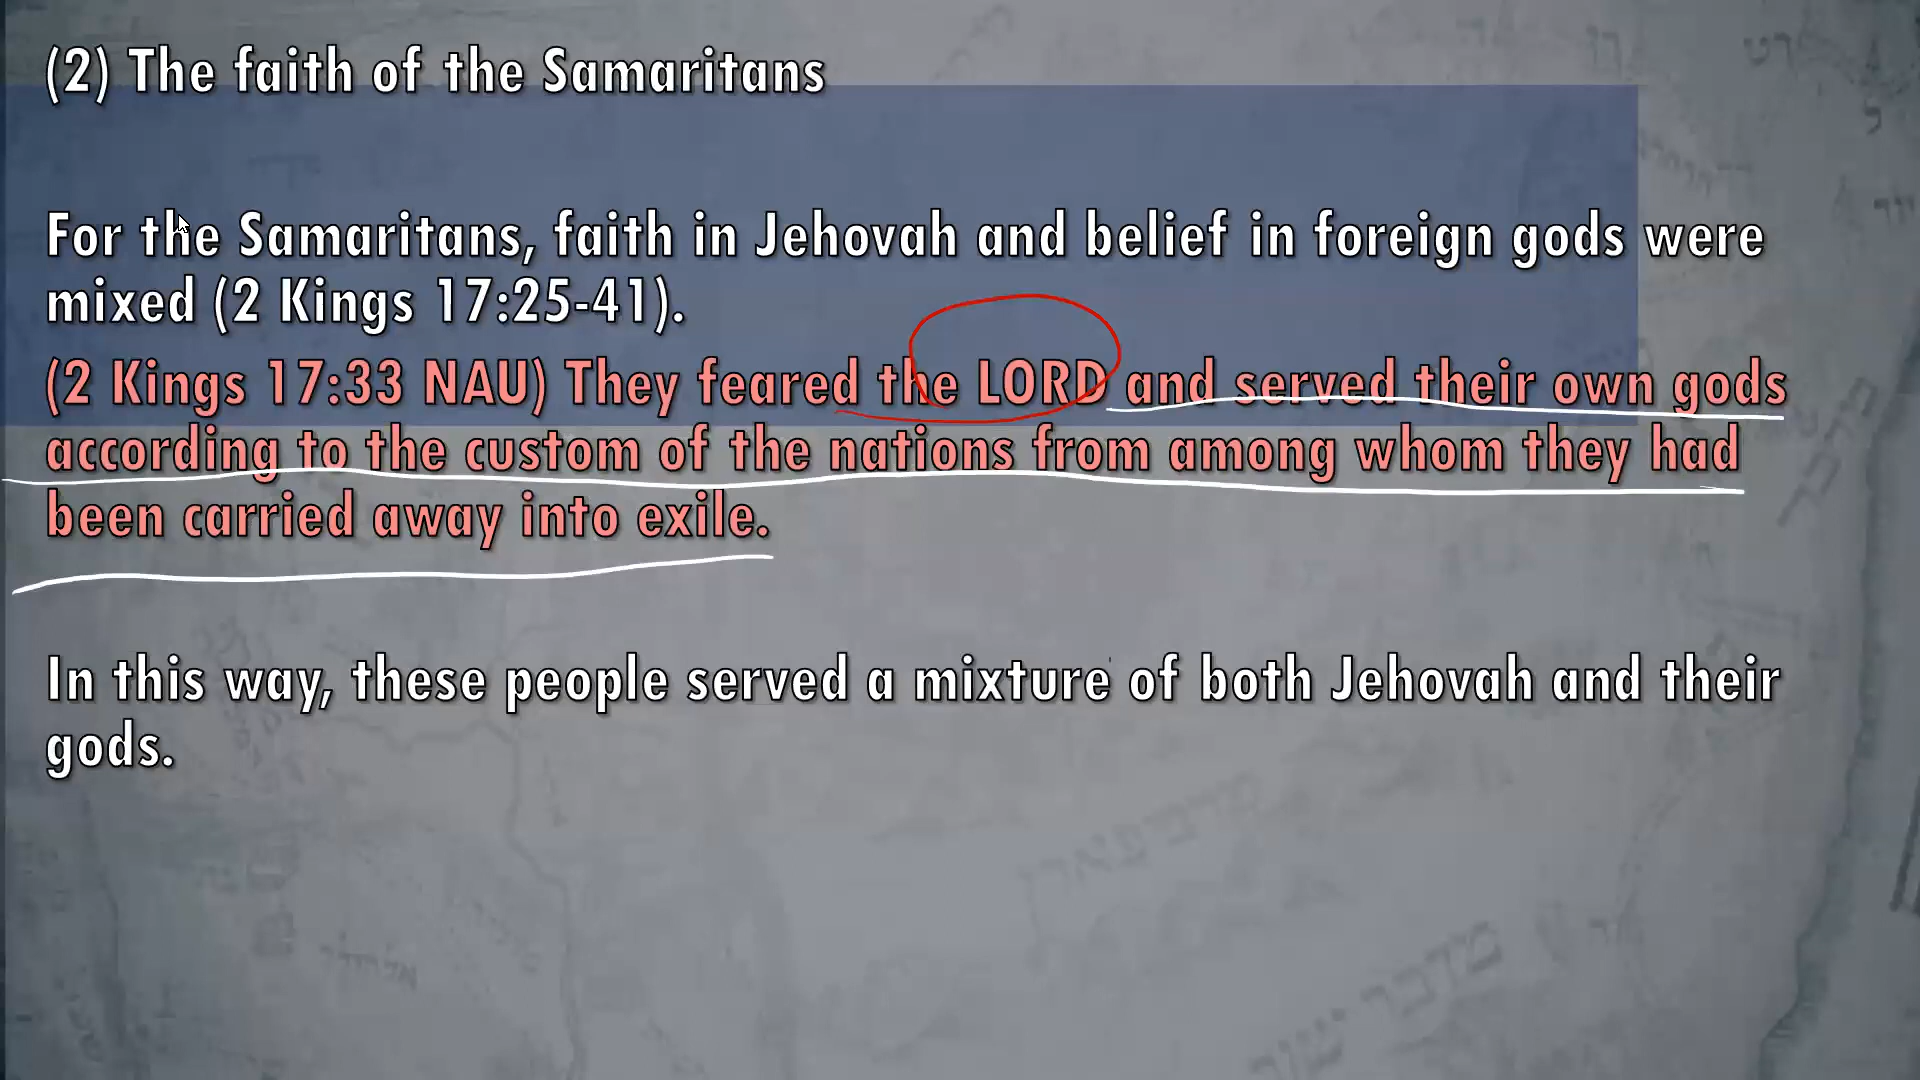 (2) The faith of the Samaritans
For the Samaritans, faith in Jehovah and belief in foreign gods were
mixed (2 Kings 17:25-41).
(2 Kings 17:33 NAU) They feared the LORD and served their own gods
according to the custom of the nations from among whom they had
been carried away into exile.
In this way, these people served a mixture of both Jehovah and their
gods.